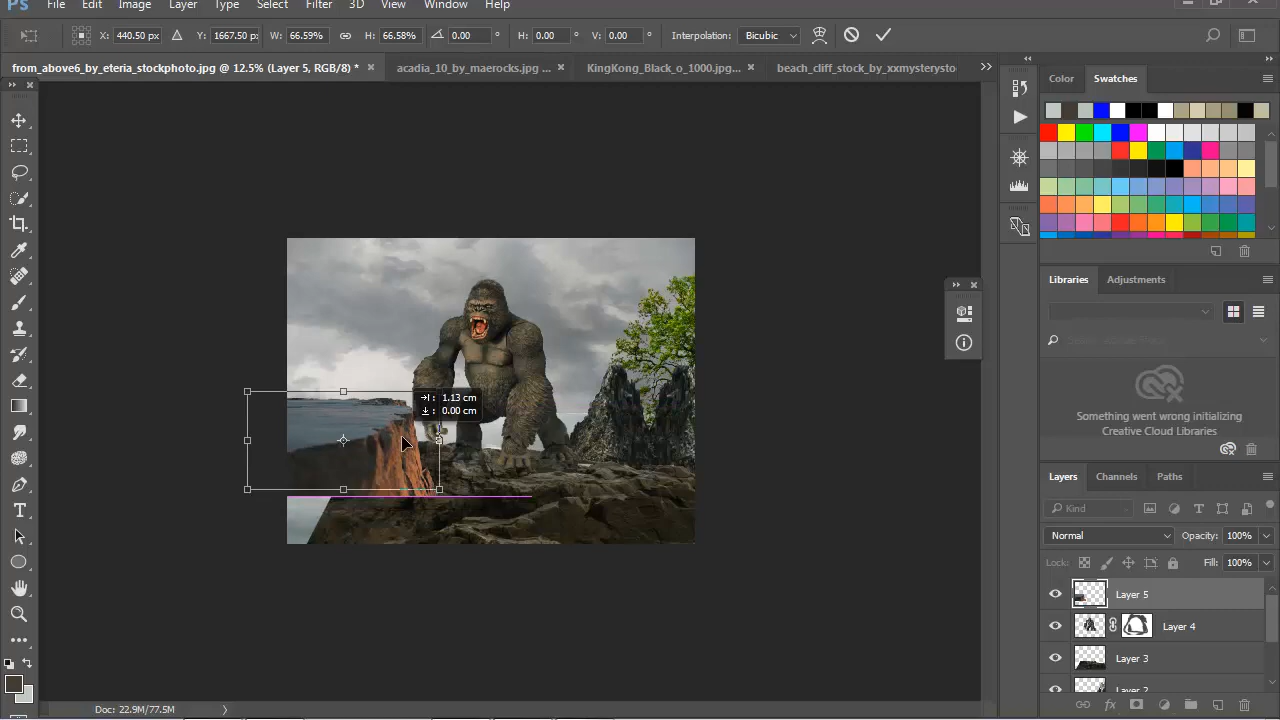 Ps File Edit Image Layer Type Select Filter 3D View Window Help
X: 440.50 px Y: 1667.50 px W: 66.59% H: 66.58% 0.00 ° H: 0.00 ° V: 0.00 ° Interpolation: Bicubic
from_above6_by_eteria_stockphoto.jpg @ 12.5% (Layer 5, RGB/8) * × acadia_10_by_maerocks.jpg ... × KingKong_Black_o_1000.jpg... × beach_cliff_stock_by_xxmysterysto
Color Swatches
Libraries Adjustments
Something went wrong initializing
Creative Cloud Libraries
1.13 cm
0.00 cm
Layers Channels Paths
Kind
Normal Opacity: 100%
Lock: Fill: 100%
Layer 5
Layer 4
Layer 3
Layer 2
T
Doc: 22.9M/77.5M
fx